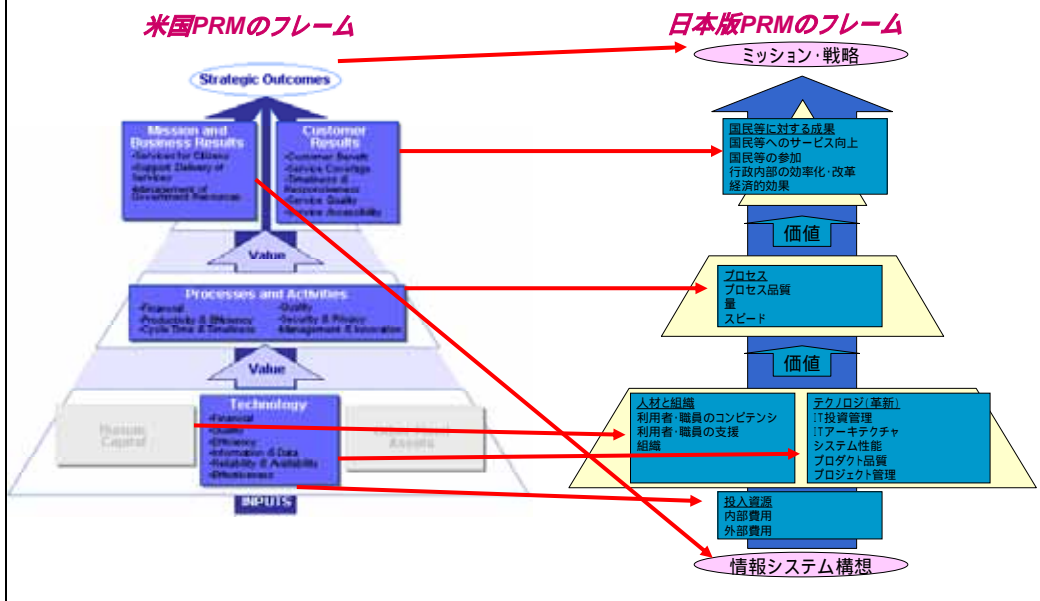 米国PRMのフレーム
Strategic Outcomes
Mission and
Business Results
•Services for Citizens
•Support Delivery of
Services
•Management of
Government Resources
Customer
Results
•Customer Benefit
•Service Coverage
•Timeliness &
Responsiveness
•Service Quality
•Service Accessibility
Value
Processes and Activities
•Financial
•Productivity & Efficiency
•Cycle Time & Timeliness
•Quality
•Security & Privacy
•Management & Innovation
Value
Human
Capital
Technology
•Financial
•Quality
•Efficiency
•Information & Data
•Reliability & Availability
•Effectiveness
Assets
INPUTS
日本版PRMのフレーム
ミッション・戦略
国民等に対する成果
国民等へのサービス向上
国民等の参加
行政内部の効率化・改革
経済的効果
価値
プロセス
プロセス品質
量
スピード
価値
人材と組織
利用者・職員のコンピテンシ
利用者・職員の支援
組織
テクノロジ(革新)
IT投資管理
ITアーキテクチャ
システム性能
プロダクト品質
プロジェクト管理
投入資源
内部費用
外部費用
情報システム構想